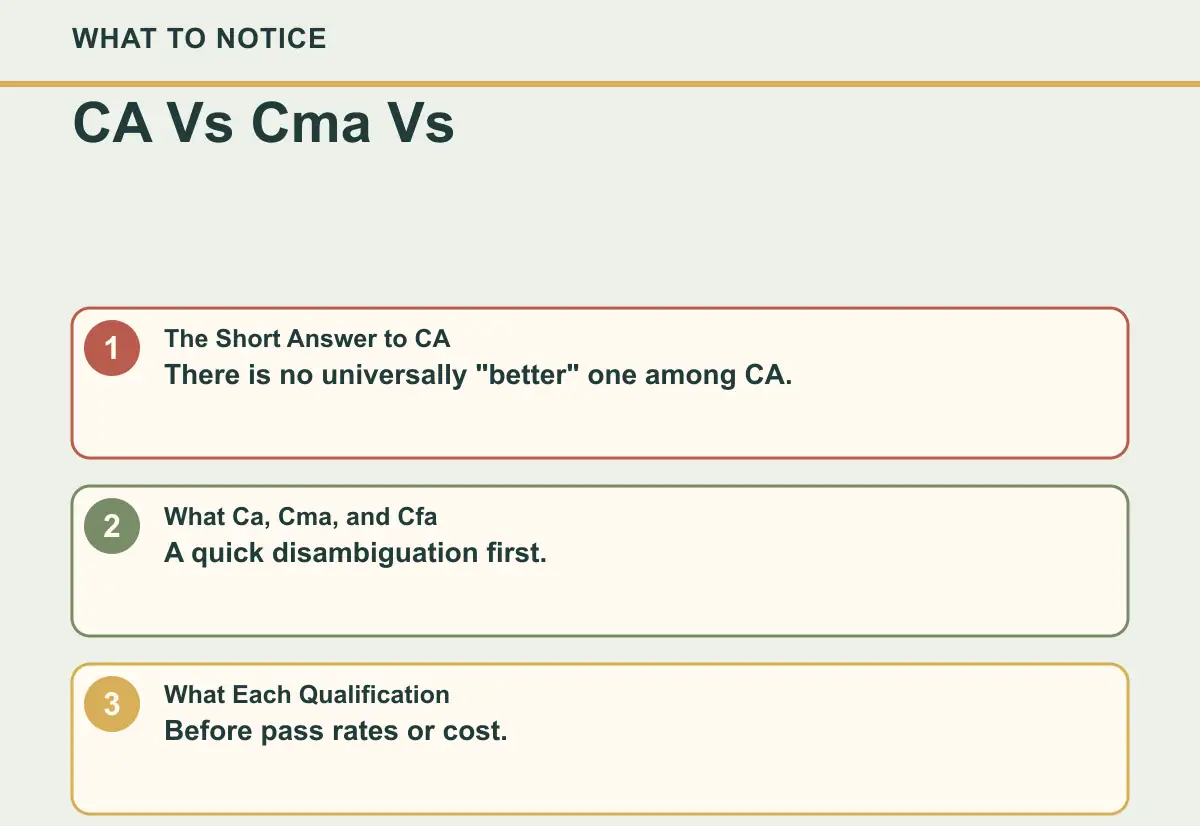 WHAT TO NOTICE
CA Vs Cma Vs
1
The Short Answer to CA
There is no universally "better" one among CA.
2
What Ca, Cma, and Cfa
A quick disambiguation first.
3
What Each Qualification
Before pass rates or cost.